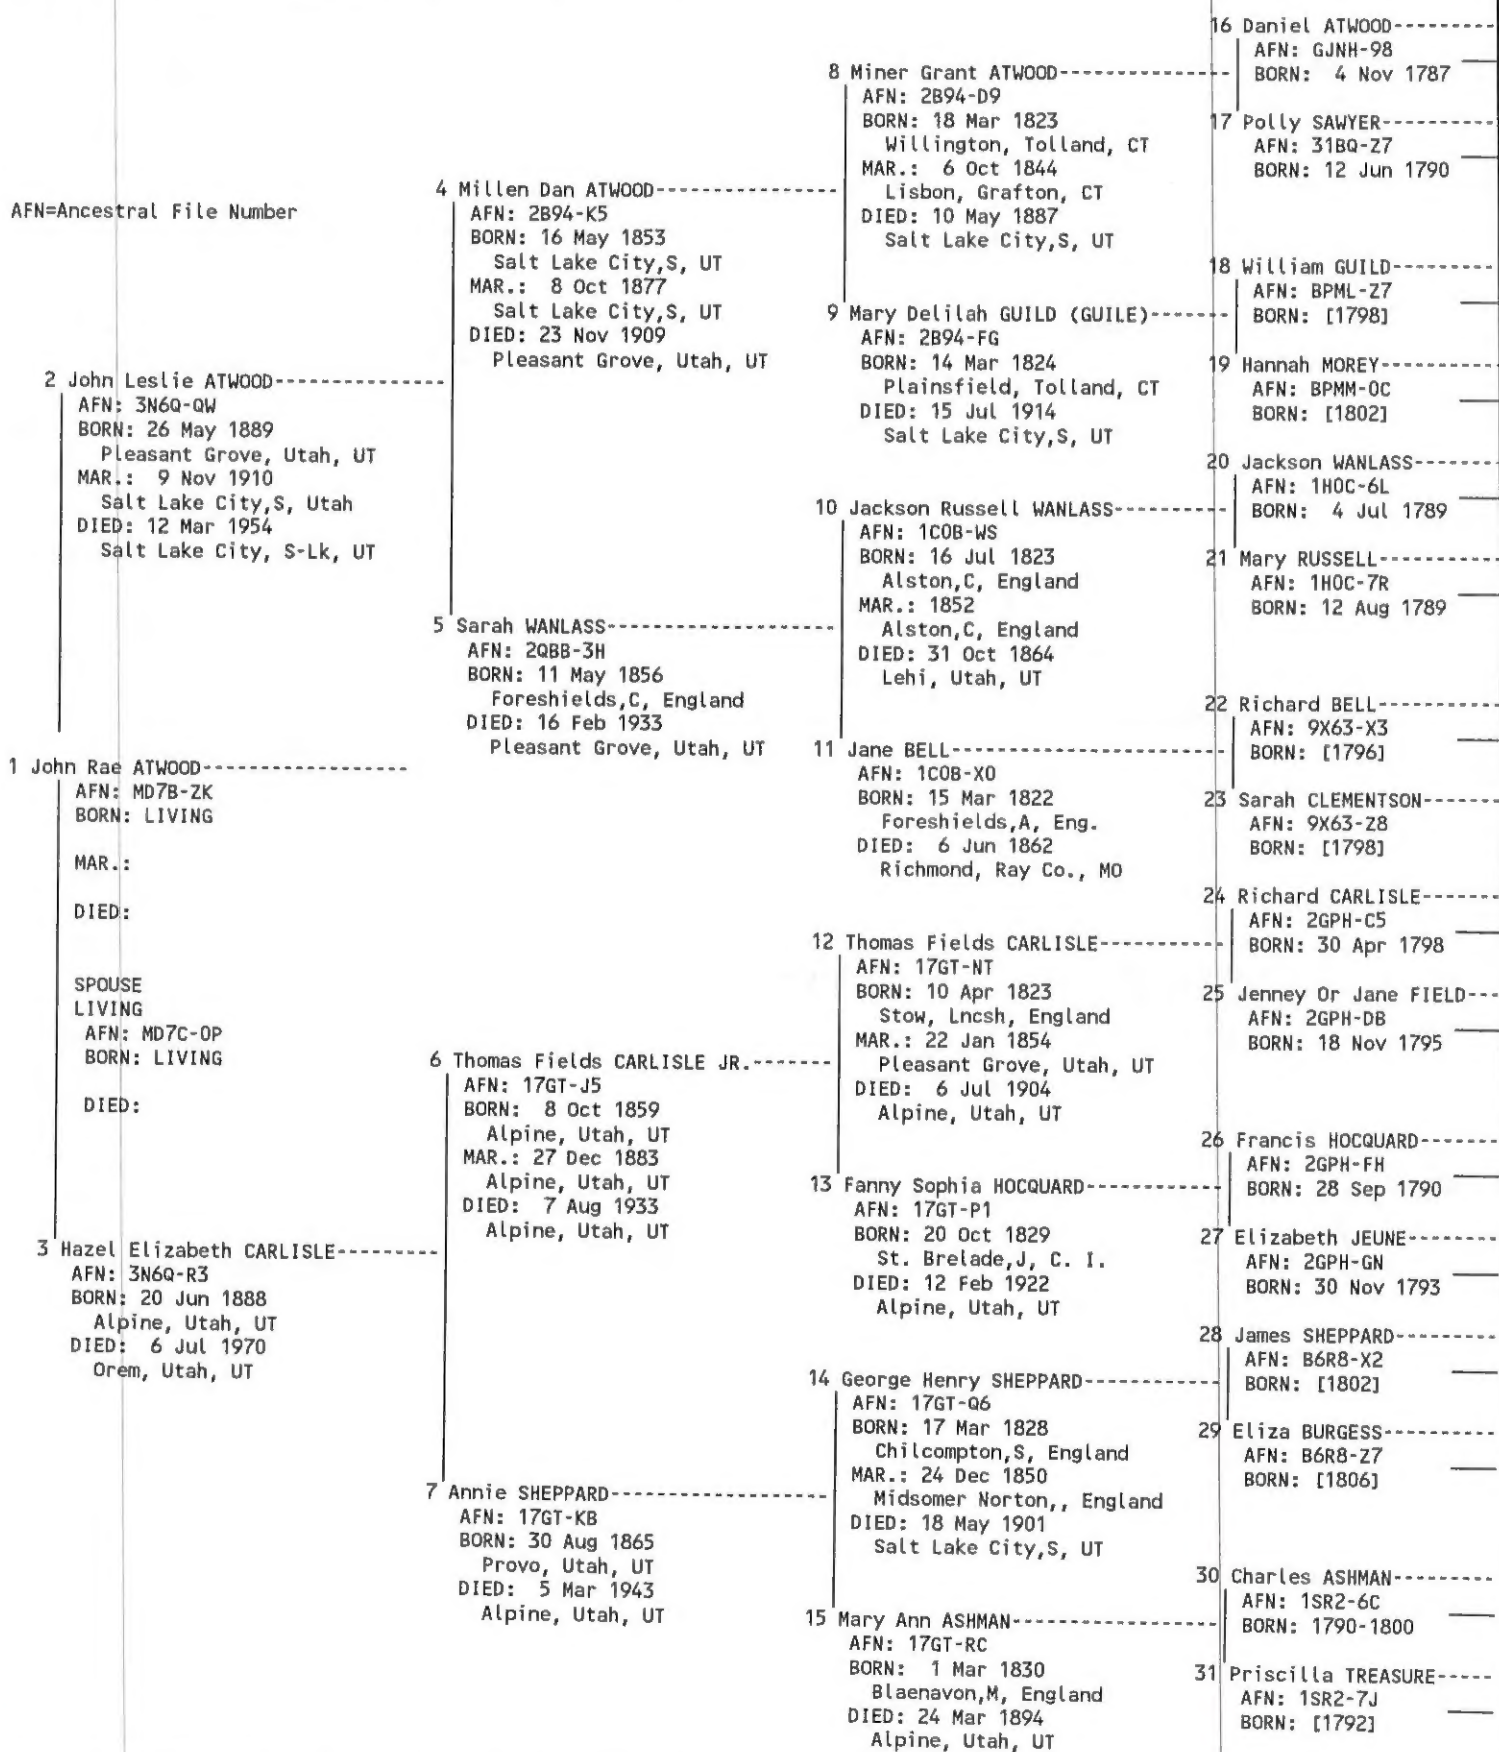 AFN=Ancestral File Number
1 John Rae ATWOOD
AFN: MD7B-ZK
BORN: LIVING
MAR.:
DIED:
SPOUSE
LIVING
AFN: MD7C-0P
BORN: LIVING
DIED:
2 John Leslie ATWOOD
AFN: 3N6Q-QW
BORN: 26 May 1889
Pleasant Grove, Utah, UT
MAR.: 9 Nov 1910
Salt Lake City,S, Utah
DIED: 12 Mar 1954
Salt Lake City, S-Lk, UT
3 Hazel Elizabeth CARLISLE
AFN: 3N6Q-R3
BORN: 20 Jun 1888
Alpine, Utah, UT
DIED: 6 Jul 1970
Orem, Utah, UT
4 Millen Dan ATWOOD
AFN: 2B94-K5
BORN: 16 May 1853
Salt Lake City,S, UT
MAR.: 8 Oct 1877
Salt Lake City,S, UT
DIED: 23 Nov 1909
Pleasant Grove, Utah, UT
5 Sarah WANLASS
AFN: 2QBB-3H
BORN: 11 May 1856
Foreshields,C, England
DIED: 16 Feb 1933
Pleasant Grove, Utah, UT
6 Thomas Fields CARLISLE JR.
AFN: 17GT-J5
BORN: 8 Oct 1859
Alpine, Utah, UT
MAR.: 27 Dec 1883
Alpine, Utah, UT
DIED: 7 Aug 1933
Alpine, Utah, UT
7 Annie SHEPPARD
AFN: 17GT-KB
BORN: 30 Aug 1865
Provo, Utah, UT
DIED: 5 Mar 1943
Alpine, Utah, UT
8 Miner Grant ATWOOD
AFN: 2B94-D9
BORN: 18 Mar 1823
Willington, Tolland, CT
MAR.: 6 Oct 1844
Lisbon, Grafton, CT
DIED: 10 May 1887
Salt Lake City,S, UT
9 Mary Delilah GUILD (GUILE)
AFN: 2B94-FG
BORN: 14 Mar 1824
Plainsfield, Tolland, CT
DIED: 15 Jul 1914
Salt Lake City,S, UT
10 Jackson Russell WANLASS
AFN: 1C0B-WS
BORN: 16 Jul 1823
Alston,C, England
MAR.: 1852
Alston,C, England
DIED: 31 Oct 1864
Lehi, Utah, UT
11 Jane BELL
AFN: 1C0B-X0
BORN: 15 Mar 1822
Foreshields,A, Eng.
DIED: 6 Jun 1862
Richmond, Ray Co., MO
12 Thomas Fields CARLISLE
AFN: 17GT-NT
BORN: 10 Apr 1823
Stow, Lncsh, England
MAR.: 22 Jan 1854
Pleasant Grove, Utah, UT
DIED: 6 Jul 1904
Alpine, Utah, UT
13 Fanny Sophia HOCQUARD
AFN: 17GT-P1
BORN: 20 Oct 1829
St. Brelade,J, C. I.
DIED: 12 Feb 1922
Alpine, Utah, UT
14 George Henry SHEPPARD
AFN: 17GT-Q6
BORN: 17 Mar 1828
Chilcompton,S, England
MAR.: 24 Dec 1850
Midsomer Norton,, England
DIED: 18 May 1901
Salt Lake City,S, UT
15 Mary Ann ASHMAN
AFN: 17GT-RC
BORN: 1 Mar 1830
Blaenavon,M, England
DIED: 24 Mar 1894
Alpine, Utah, UT
16 Daniel ATWOOD
AFN: GJNH-98
BORN: 4 Nov 1787
17 Polly SAWYER
AFN: 31BQ-Z7
BORN: 12 Jun 1790
18 William GUILD
AFN: BPML-Z7
BORN: [1798]
19 Hannah MOREY
AFN: BPMM-0C
BORN: [1802]
20 Jackson WANLASS
AFN: 1H0C-6L
BORN: 4 Jul 1789
21 Mary RUSSELL
AFN: 1H0C-7R
BORN: 12 Aug 1789
22 Richard BELL
AFN: 9X63-X3
BORN: [1796]
23 Sarah CLEMENTSON
AFN: 9X63-Z8
BORN: [1798]
24 Richard CARLISLE
AFN: 2GPH-C5
BORN: 30 Apr 1798
25 Jenney Or Jane FIELD
AFN: 2GPH-DB
BORN: 18 Nov 1795
26 Francis HOCQUARD
AFN: 2GPH-FH
BORN: 28 Sep 1790
27 Elizabeth JEUNE
AFN: 2GPH-GN
BORN: 30 Nov 1793
28 James SHEPPARD
AFN: B6R8-X2
BORN: [1802]
29 Eliza BURGESS
AFN: B6R8-Z7
BORN: [1806]
30 Charles ASHMAN
AFN: 1SR2-6C
BORN: 1790-1800
31 Priscilla TREASURE
AFN: 1SR2-7J
BORN: [1792]